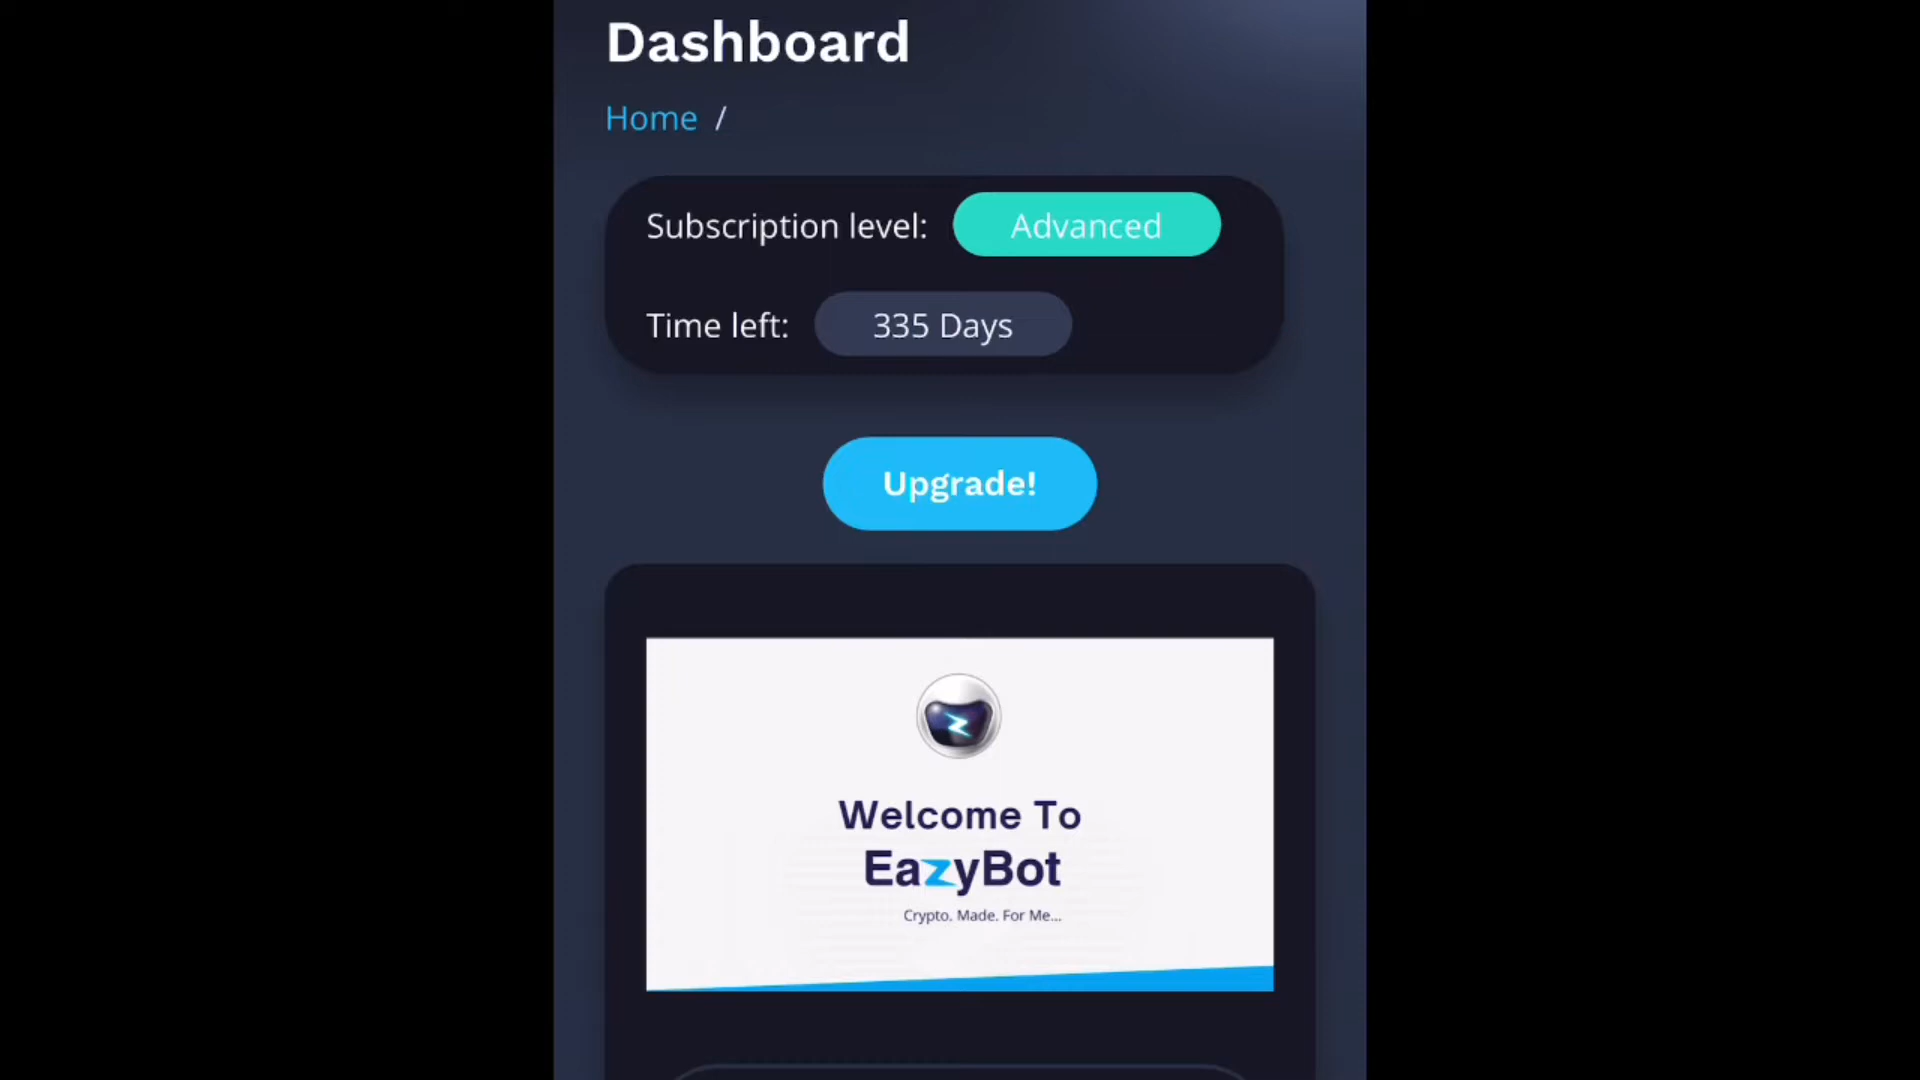 Dashboard
Home /
Subscription level: Advanced
Time left: 335 Days
Upgrade!
Welcome To
EazyBot
Crypto. Made. For Me...